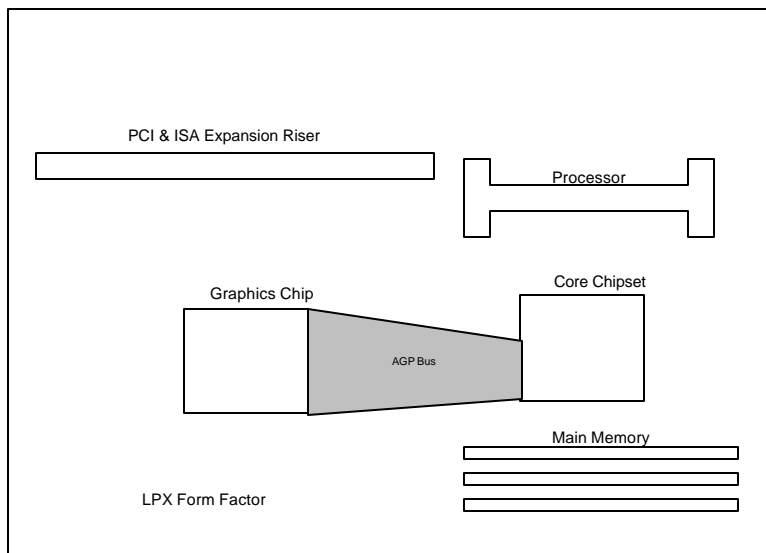 PCI & ISA Expansion Riser
Processor
Core Chipset
Graphics Chip
AGP Bus
Main Memory
LPX Form Factor